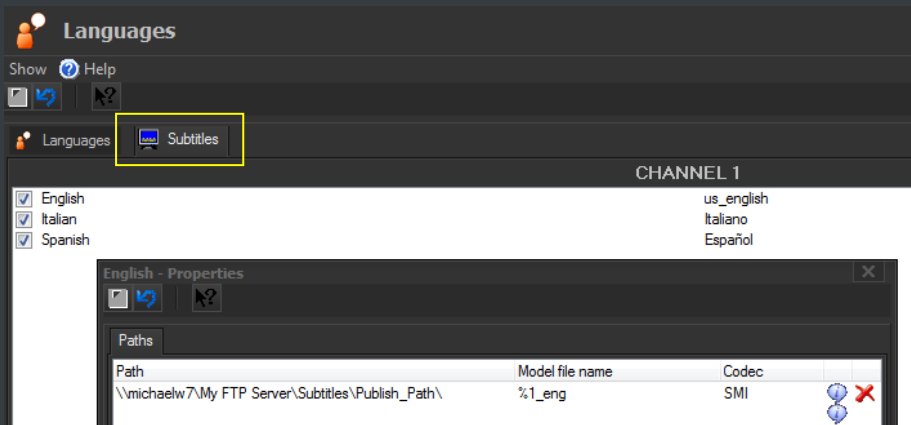 Languages
Show Help
Languages Subtitles
CHANNEL 1
English us_english
Italian Italiano
Spanish Español
English - Properties
Paths
Path Model file name Codec
\\michaelw7\My FTP Server\Subtitles\Publish_Path\ %1_eng SMI